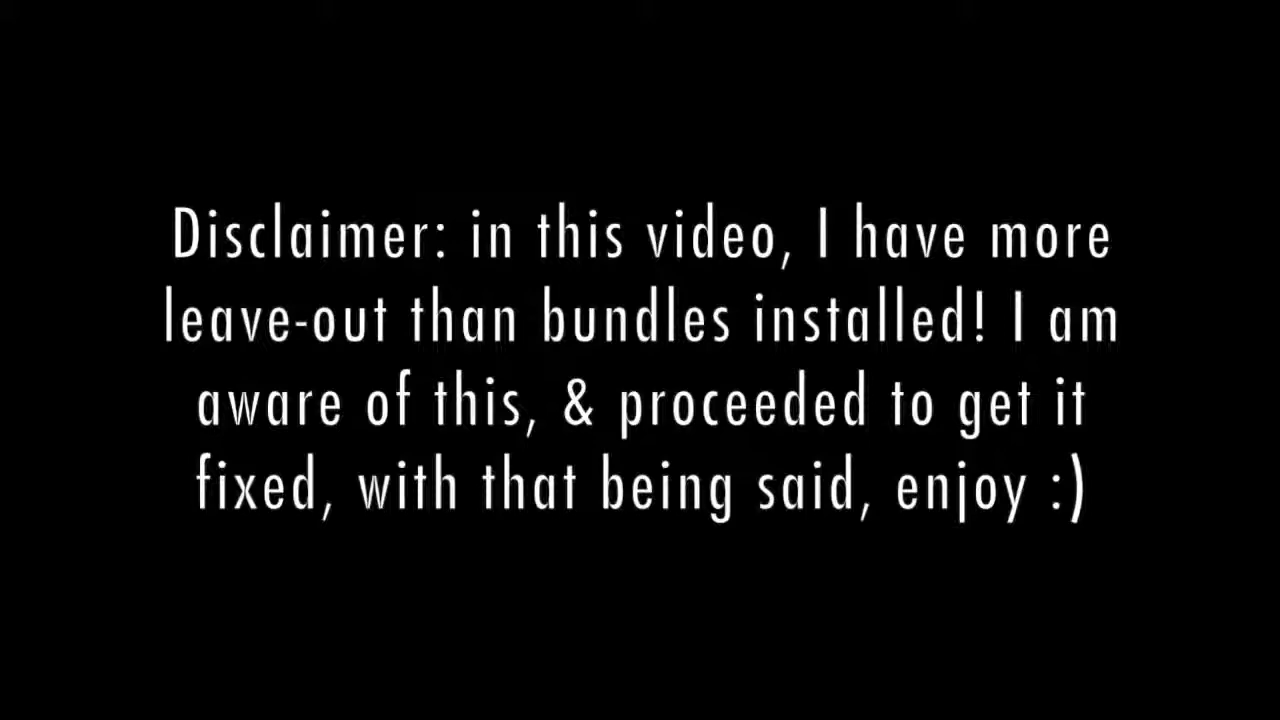 Disclaimer: in this video, I have more
leave-out than bundles installed! I am
aware of this, & proceeded to get it
fixed, with that being said, enjoy :)